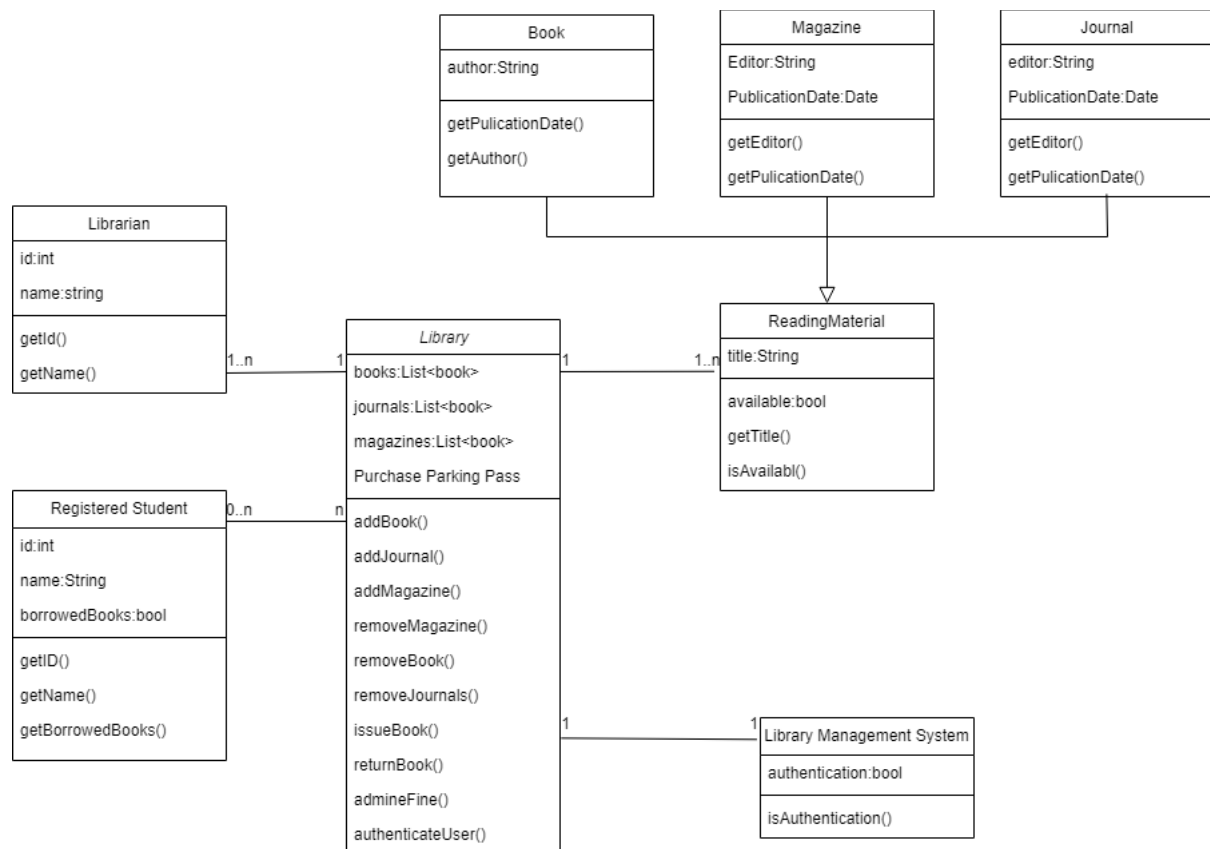 Book
author:String
getPulicationDate()
getAuthor()
Magazine
Editor:String
PublicationDate:Date
getEditor()
getPulicationDate()
Journal
editor:String
PublicationDate:Date
getEditor()
getPulicationDate()
Librarian
id:int
name:string
getId()
getName()
1..n
1
Library
books:List<book>
journals:List<book>
magazines:List<book>
Purchase Parking Pass
addBook()
addJournal()
addMagazine()
removeMagazine()
removeBook()
removeJournals()
issueBook()
returnBook()
admineFine()
authenticateUser()
1
1..n
ReadingMaterial
title:String
available:bool
getTitle()
isAvailabl()
Registered Student
id:int
name:String
borrowedBooks:bool
getID()
getName()
getBorrowedBooks()
0..n
n
1
1
Library Management System
authentication:bool
isAuthentication()